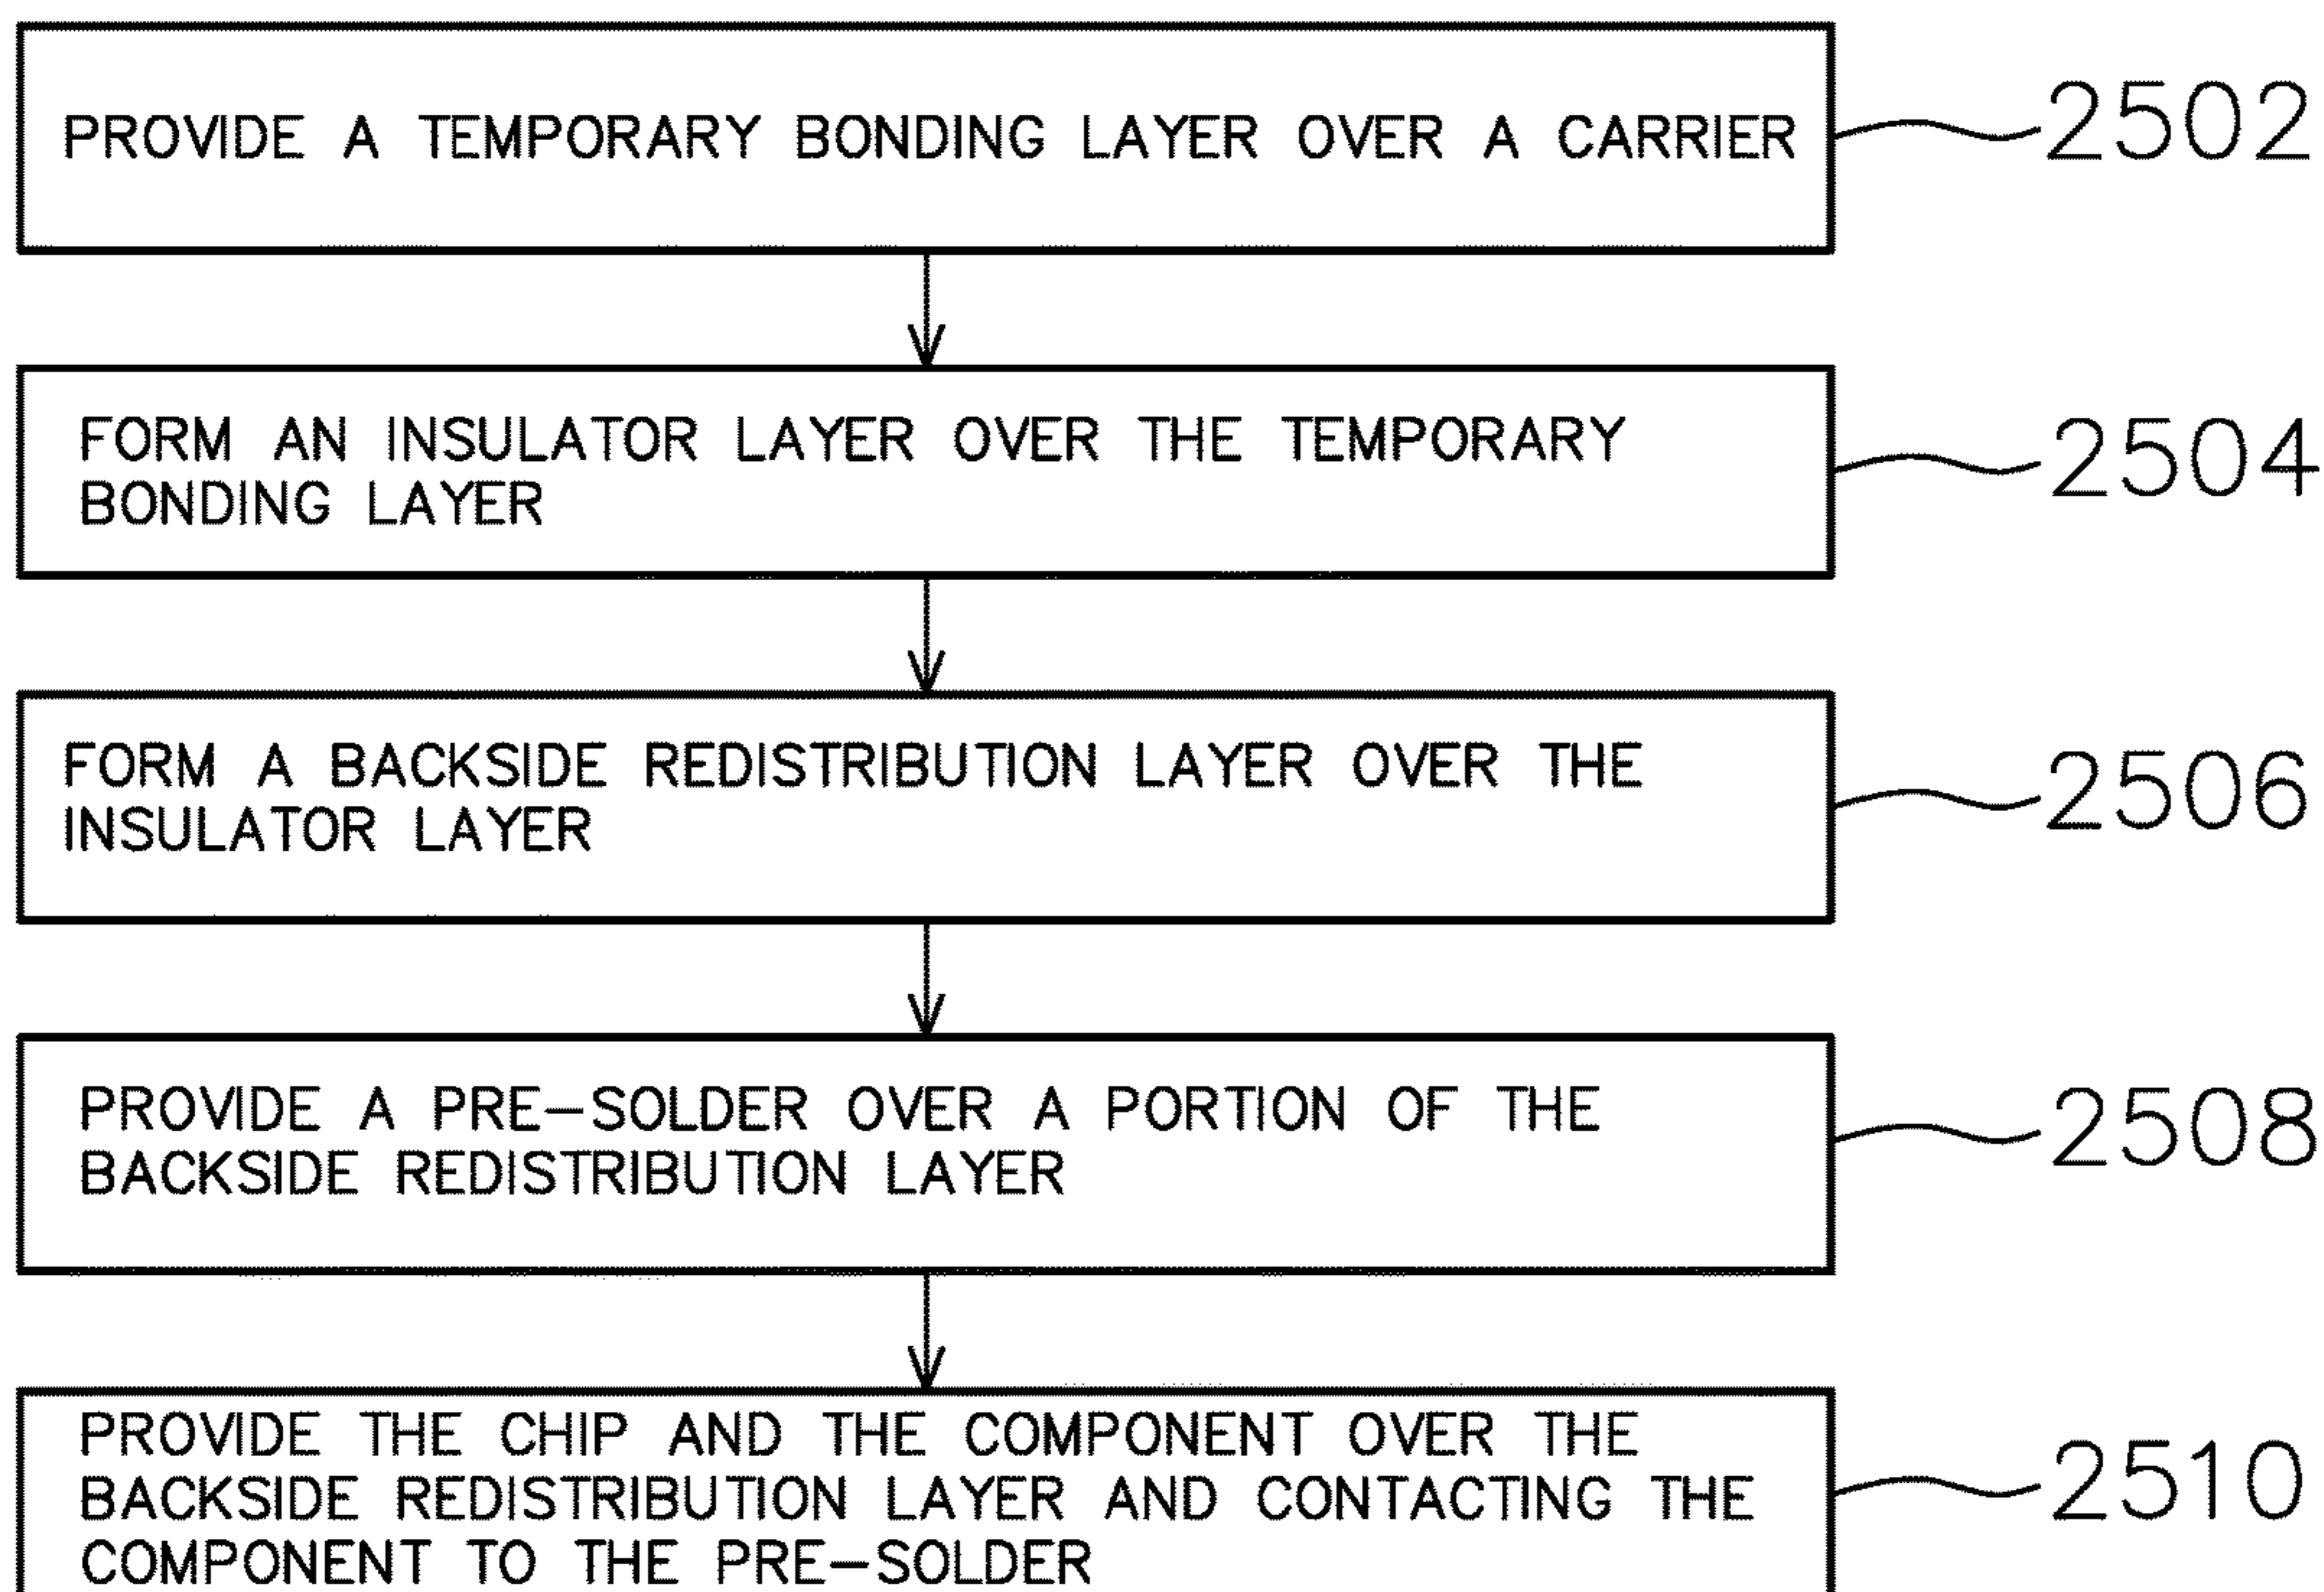 PROVIDE A TEMPORARY BONDING LAYER OVER A CARRIER
2502
FORM AN INSULATOR LAYER OVER THE TEMPORARY
BONDING LAYER
2504
FORM A BACKSIDE REDISTRIBUTION LAYER OVER THE
INSULATOR LAYER
2506
PROVIDE A PRE-SOLDER OVER A PORTION OF THE
BACKSIDE REDISTRIBUTION LAYER
2508
PROVIDE THE CHIP AND THE COMPONENT OVER THE
BACKSIDE REDISTRIBUTION LAYER AND CONTACTING THE
COMPONENT TO THE PRE-SOLDER
2510